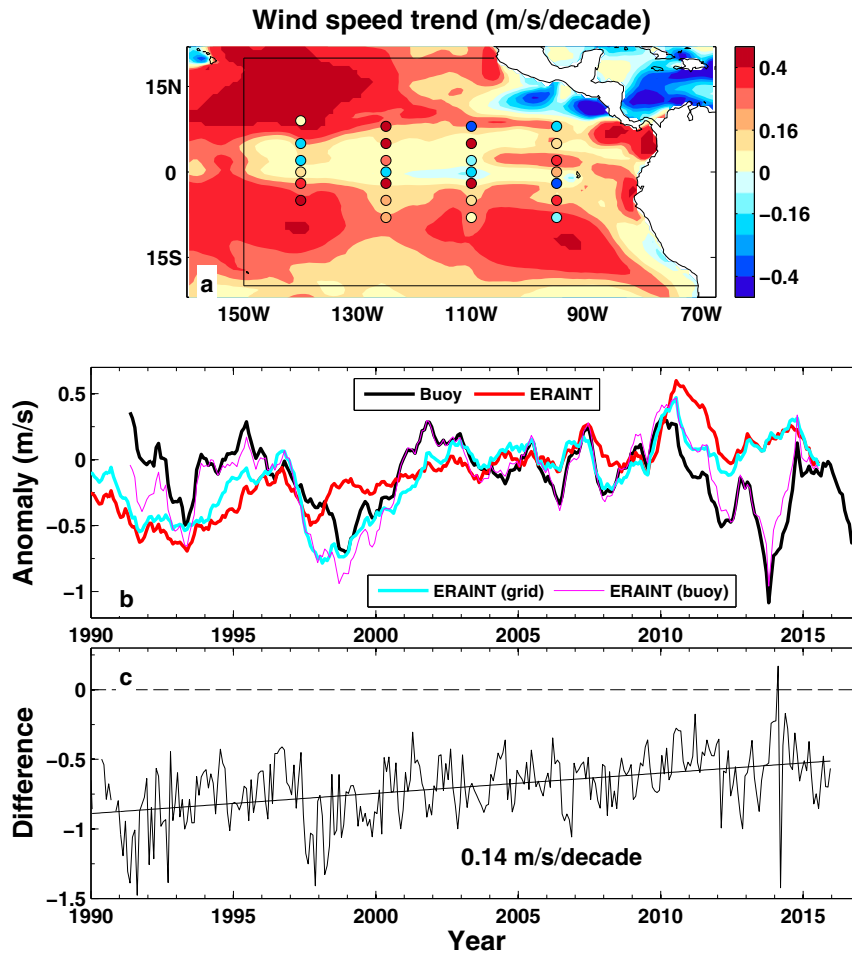 Wind speed trend (m/s/decade)
15N
0
15S
a
150W 130W 110W 90W 70W
0.4
0.16
0
−0.16
−0.4
Anomaly (m/s)
0.5
0
−0.5
−1
Buoy ERAINT
ERAINT (grid) ERAINT (buoy)
b
1990 1995 2000 2005 2010 2015
Difference
c
0
−0.5
−1
−1.5
0.14 m/s/decade
1990 1995 2000 2005 2010 2015
Year